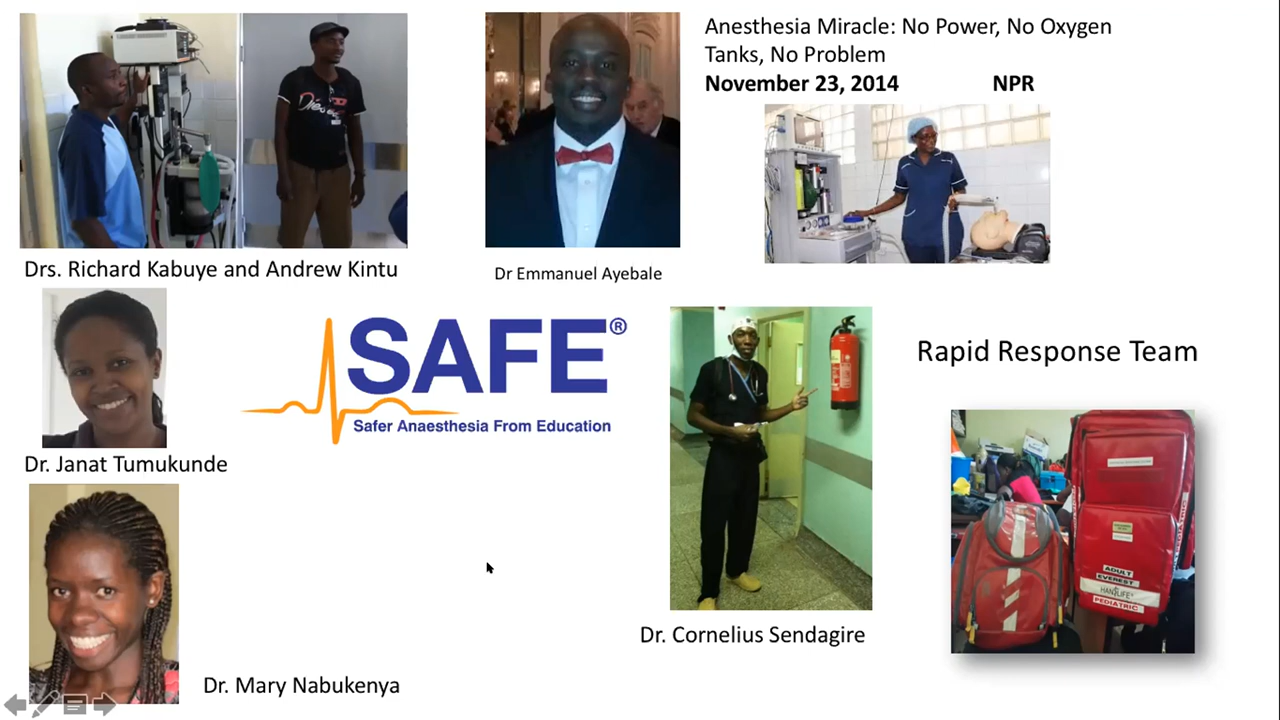 Anesthesia Miracle: No Power, No Oxygen
Tanks, No Problem
November 23, 2014 NPR
Drs. Richard Kabuye and Andrew Kintu
Dr Emmanuel Ayebale
SAFE®
Safer Anaesthesia From Education
Rapid Response Team
Dr. Janat Tumukunde
ADULT
EVEREST
PEDIATRIC
Dr. Cornelius Sendagire
Dr. Mary Nabukenya